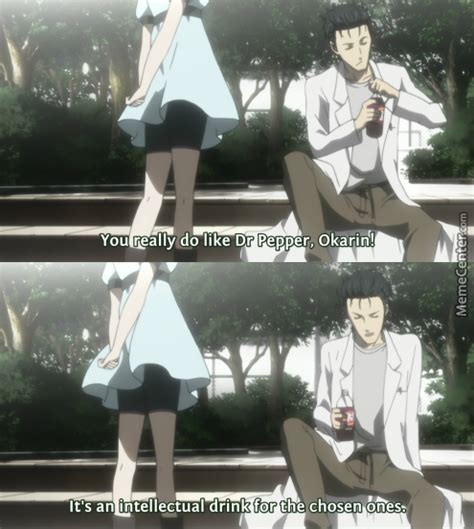 You really do like Dr Pepper, Okarin!
MemeCenter.com
It's an intellectual drink for the chosen ones.